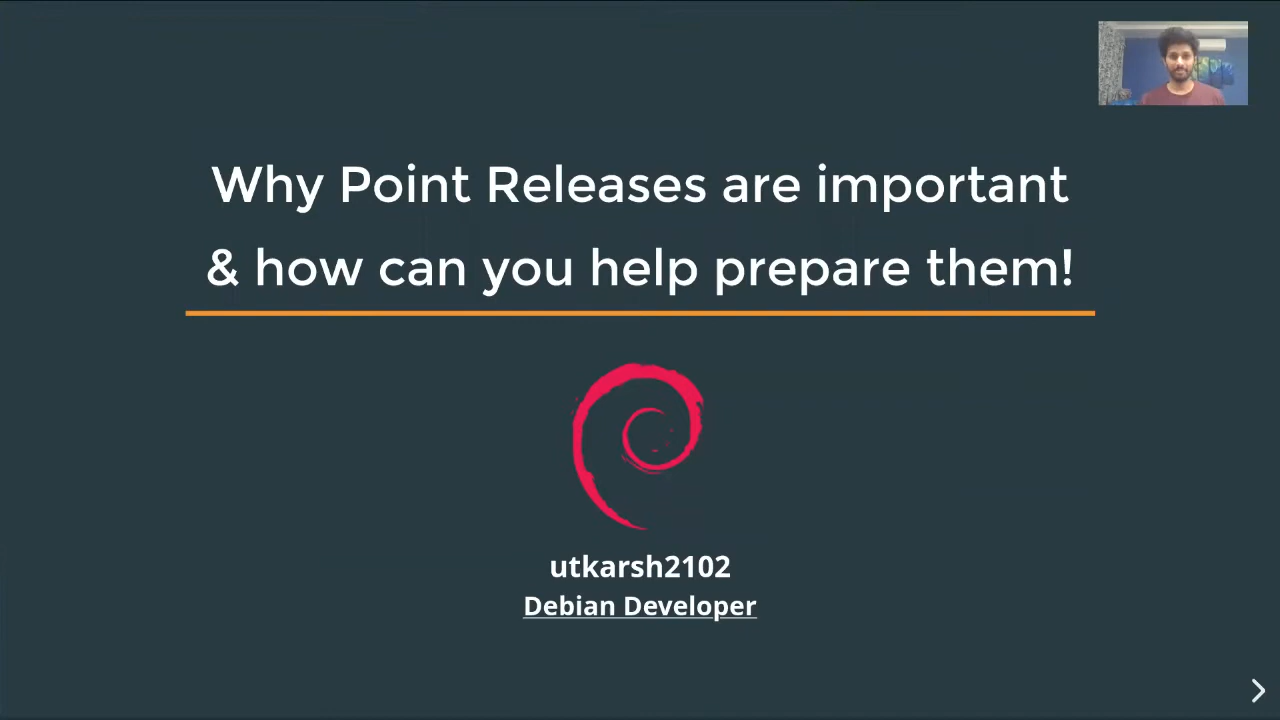 Why Point Releases are important
& how can you help prepare them!
utkarsh2102
Debian Developer